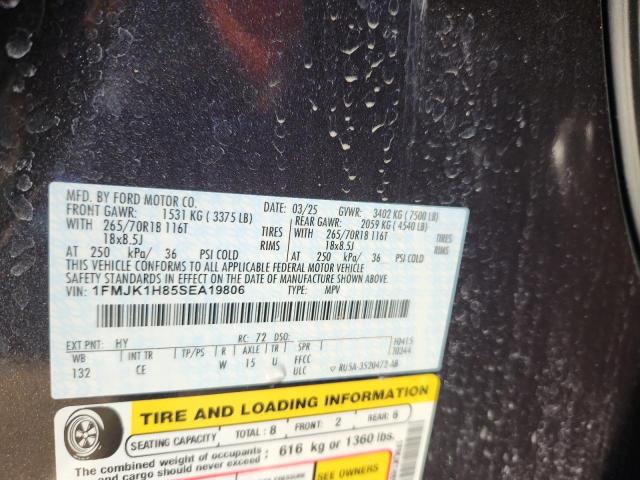 MFD. BY FORD MOTOR CO.
DATE: 03/25 GVWR: 3402 KG (7500 LB)
FRONT GAWR: 1531 KG (3375 LB) REAR GAWR: 2059 KG (4540 LB)
WITH 265/70R18 116T TIRES WITH 265/70R18 116T TIRES
18x8.5J RIMS 18x8.5J RIMS
AT 250 kPa/ 36 PSI COLD AT 250 kPa/ 36 PSI COLD
THIS VEHICLE CONFORMS TO ALL APPLICABLE FEDERAL MOTOR VEHICLE
SAFETY STANDARDS IN EFFECT ON THE DATE OF MANUFACTURE SHOWN ABOVE.
VIN: 1FMJK1H85SEA19806 TYPE: MPV
EXT PNT: HY RC: 72 DSO:
WB INT TR TP/PS R AXLE TR SPR
132 CE W 15 U FFCC
ULC RU5A-3520472-AB
TIRE AND LOADING INFORMATION
SEATING CAPACITY TOTAL: 8 FRONT: 2 REAR: 6
The combined weight of occupants
and cargo should never exceed : 616 kg or 1360 lbs.
SEE OWNERS